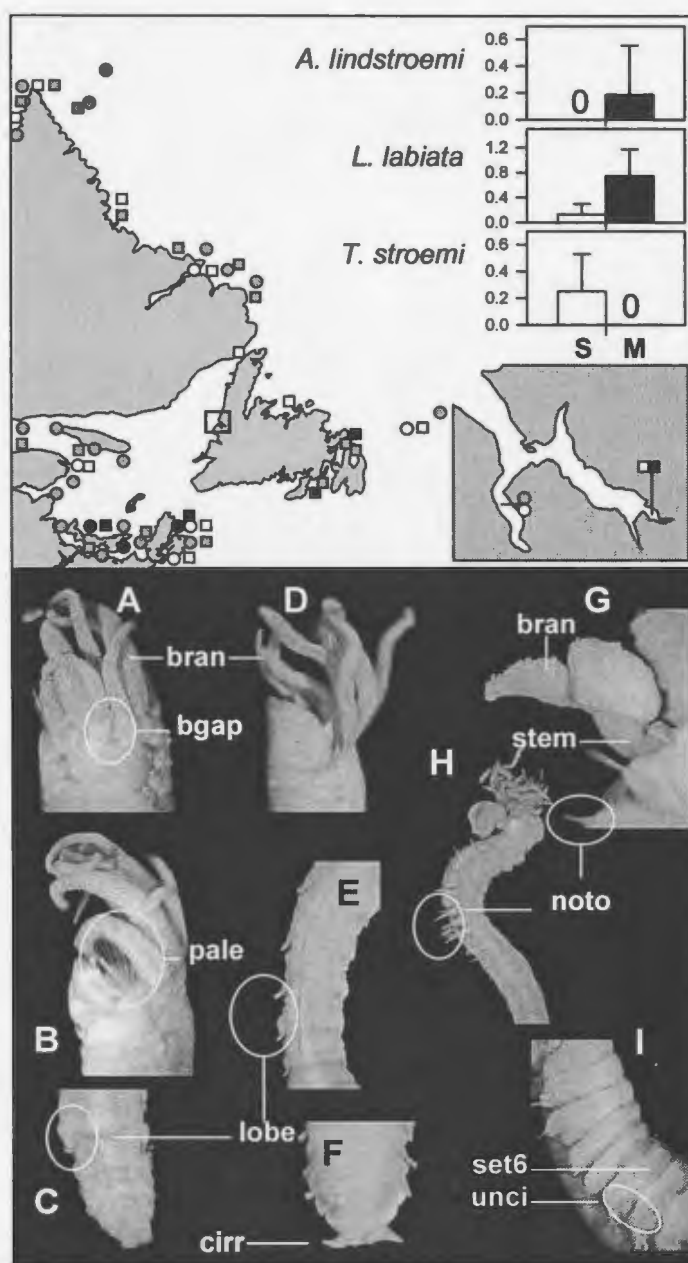 A. lindstroemi
0.6
0.4
0.2
0.0
0
L. labiata
1.2
0.8
0.4
0.0
T. stroemi
0.6
0.4
0.2
0.0
0
S M
A D G
bran bran
bgap stem
H
E noto
pale
B I
lobe
F set6
C unci
cirr